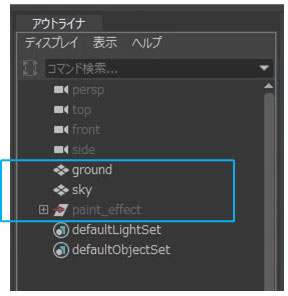 アウトライナ
ディスプレイ 表示 ヘルプ
コマンド検索...
persp
top
front
side
ground
sky
paint_effect
defaultLightSet
defaultObjectSet